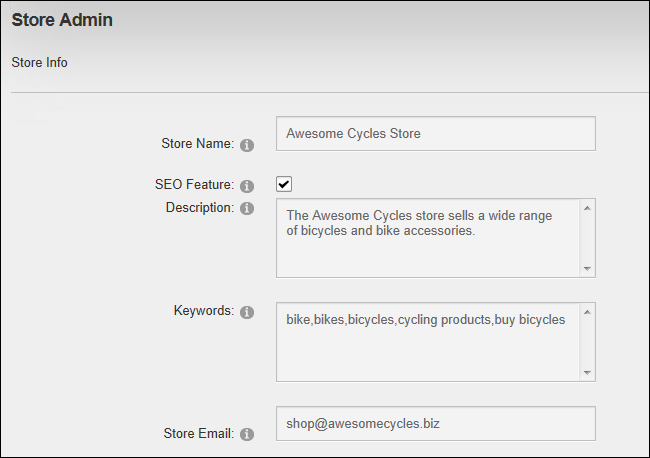 Store Admin
Store Info
Store Name:
Awesome Cycles Store
SEO Feature:
Description:
The Awesome Cycles store sells a wide range
of bicycles and bike accessories.
Keywords:
bike,bikes,bicycles,cycling products,buy bicycles
Store Email:
shop@awesomecycles.biz